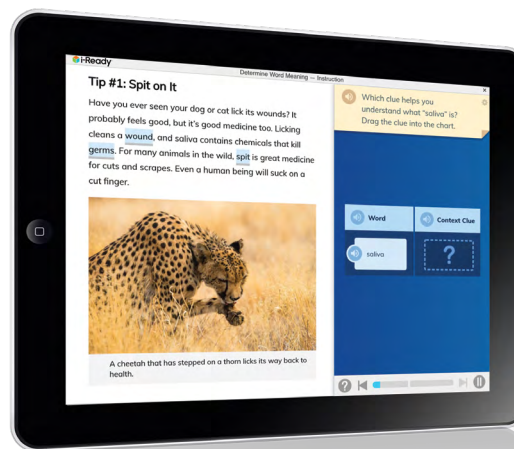 i-Ready
Determine Word Meaning — Instruction
Tip #1: Spit on It
Have you ever seen your dog or cat lick its wounds? It
probably feels good, but it's good medicine too. Licking
cleans a wound, and saliva contains chemicals that kill
germs. For many animals in the wild, spit is great medicine
for cuts and scrapes. Even a human being will suck on a
cut finger.
A cheetah that has stepped on a thorn licks its way back to
health.
Which clue helps you
understand what "saliva" is?
Drag the clue into the chart.
Word
Context Clue
saliva
?
?